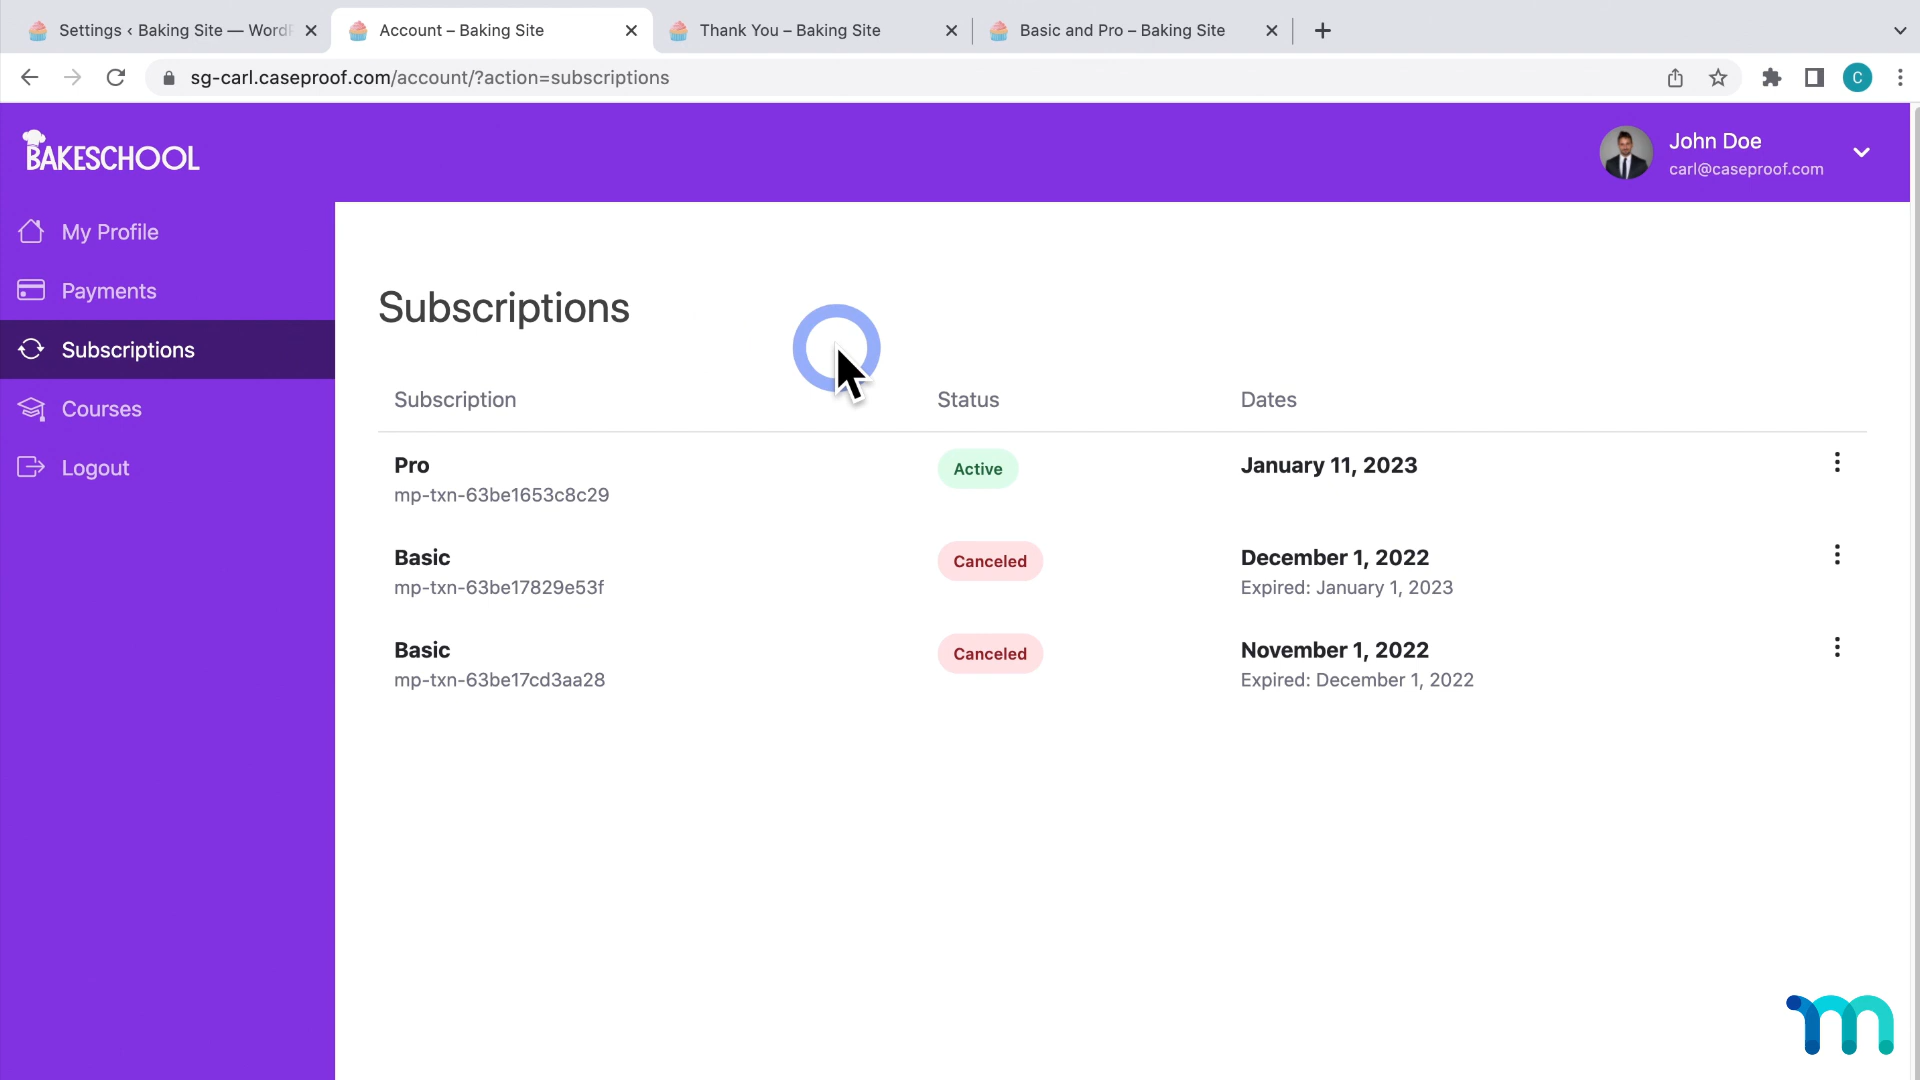 Settings ‹ Baking Site — Word
Account – Baking Site
Thank You – Baking Site
Basic and Pro – Baking Site
sg-carl.caseproof.com/account/?action=subscriptions
C
BAKESCHOOL
John Doe
carl@caseproof.com
My Profile
Payments
Subscriptions
Courses
Logout
Subscriptions
Subscription Status Dates
Pro Active January 11, 2023
mp-txn-63be1653c8c29
Basic Canceled December 1, 2022
mp-txn-63be17829e53f Expired: January 1, 2023
Basic Canceled November 1, 2022
mp-txn-63be17cd3aa28 Expired: December 1, 2022
m